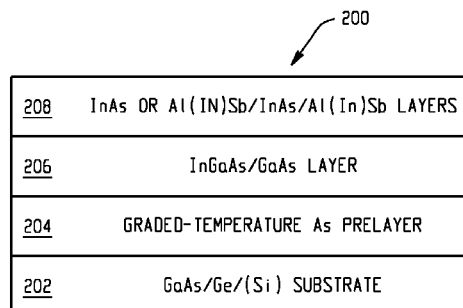 200
208 InAs OR Al(IN)Sb/InAs/Al(In)Sb LAYERS
206 InGaAs/GaAs LAYER
204 GRADED-TEMPERATURE As PRELAYER
202 GaAs/Ge/(Si) SUBSTRATE